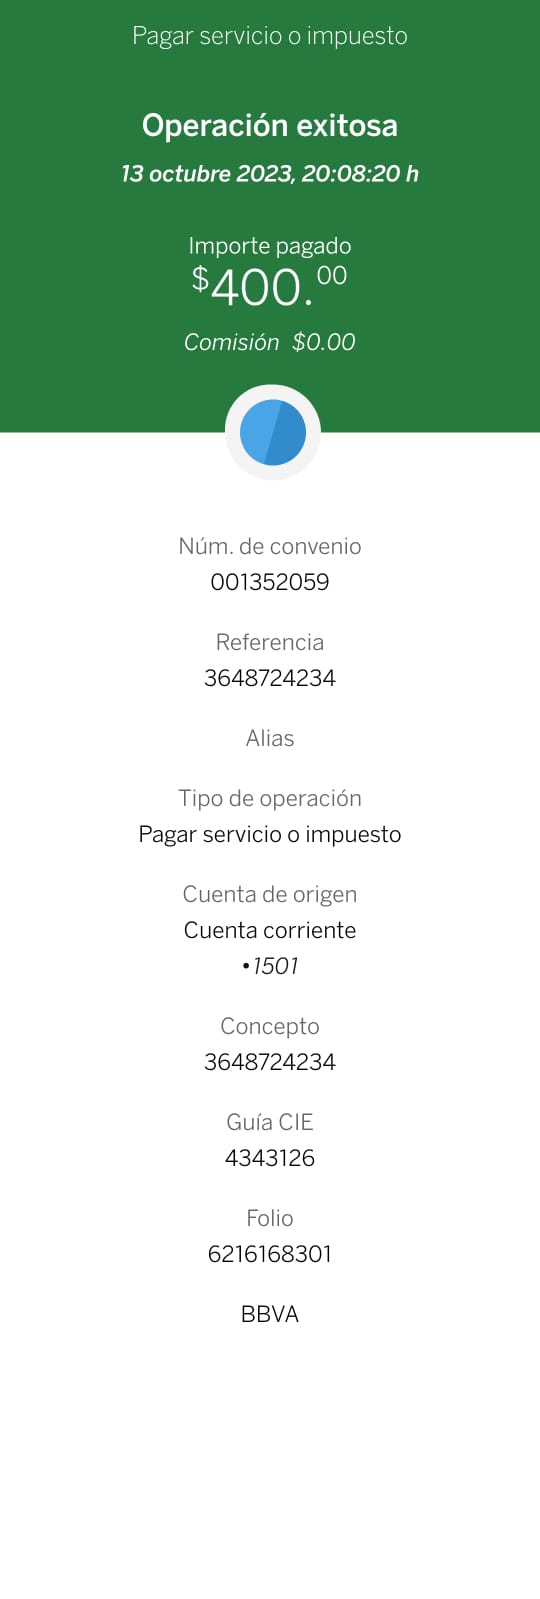 Pagar servicio o impuesto
Operación exitosa
13 octubre 2023, 20:08:20 h
Importe pagado
$400.00
Comisión $0.00
Núm. de convenio
001352059
Referencia
3648724234
Alias
Tipo de operación
Pagar servicio o impuesto
Cuenta de origen
Cuenta corriente
•1501
Concepto
3648724234
Guía CIE
4343126
Folio
6216168301
BBVA